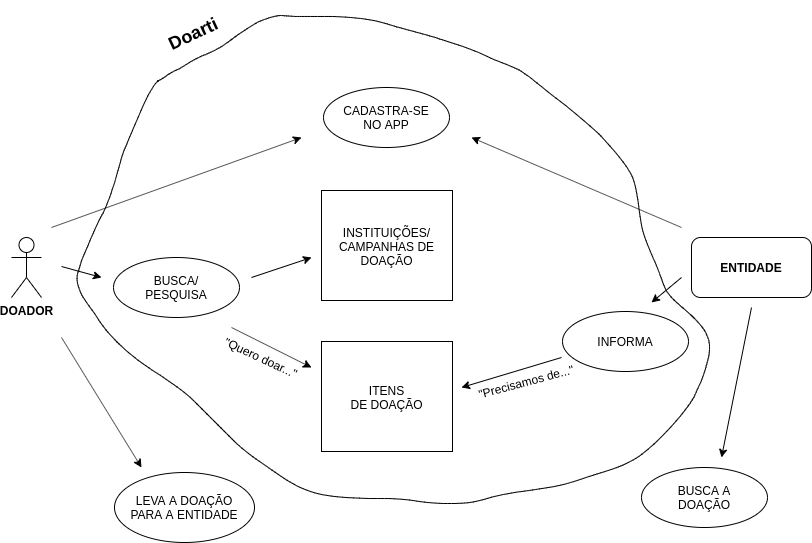 Doarti
CADASTRA-SE
NO APP
INSTITUIÇÕES/
CAMPANHAS DE
DOAÇÃO
ENTIDADE
BUSCA/
PESQUISA
DOADOR
INFORMA
"Quero doar..."
"Precisamos de..."
ITENS
DE DOAÇÃO
LEVA A DOAÇÃO
PARA A ENTIDADE
BUSCA A
DOAÇÃO